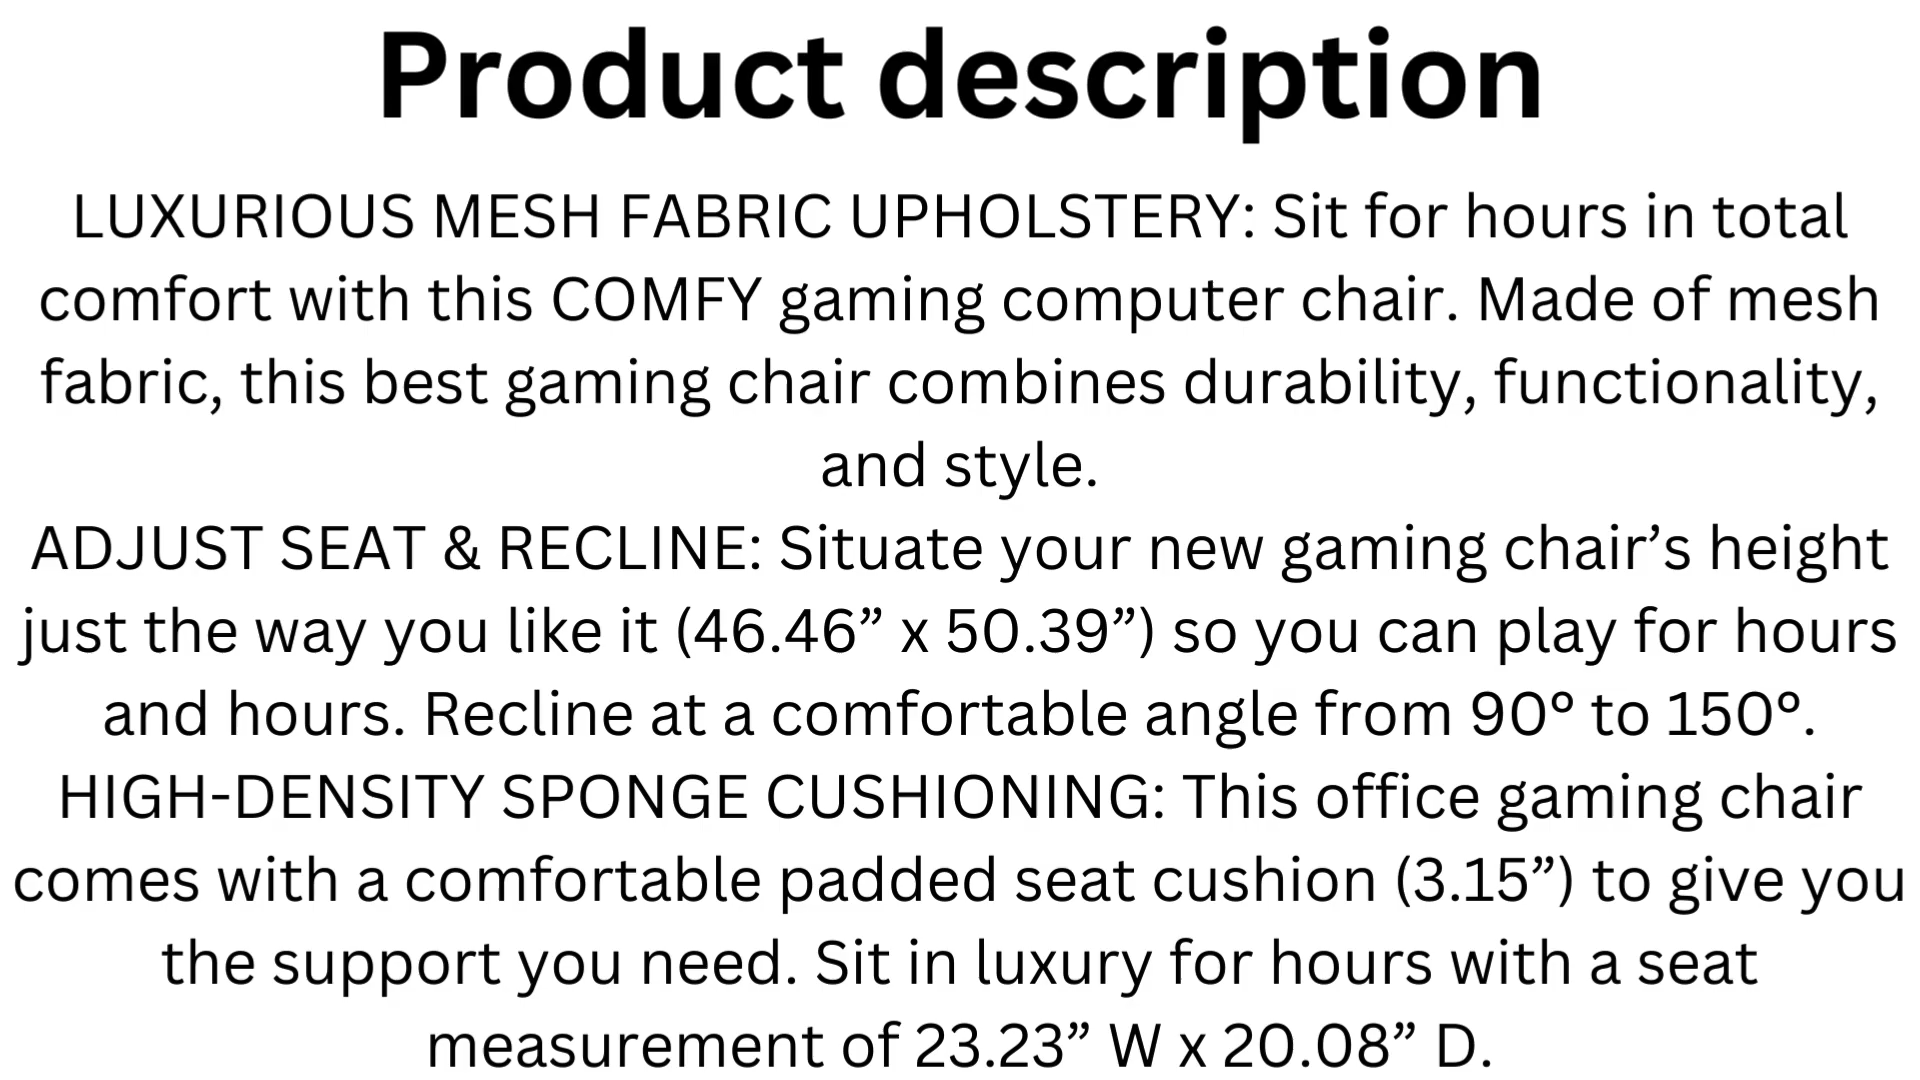 Product description
LUXURIOUS MESH FABRIC UPHOLSTERY: Sit for hours in total
comfort with this COMFY gaming computer chair. Made of mesh
fabric, this best gaming chair combines durability, functionality,
and style.
ADJUST SEAT & RECLINE: Situate your new gaming chair’s height
just the way you like it (46.46” x 50.39”) so you can play for hours
and hours. Recline at a comfortable angle from 90º to 150º.
HIGH-DENSITY SPONGE CUSHIONING: This office gaming chair
comes with a comfortable padded seat cushion (3.15”) to give you
the support you need. Sit in luxury for hours with a seat
measurement of 23.23” W x 20.08” D.